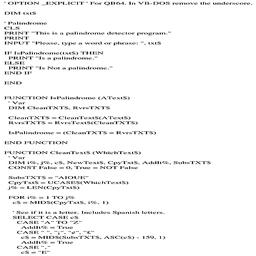 ' OPTION _EXPLICIT ' For QB64. In VB-DOS remove the underscore.
DIM txt$
' Palindrome
CLS
PRINT "This is a palindrome detector program."
PRINT
INPUT "Please, type a word or phrase: ", txt$
IF IsPalindrome(txt$) THEN
PRINT "Is a palindrome."
ELSE
PRINT "Is Not a palindrome."
END IF
END
FUNCTION IsPalindrome (AText$)
' Var
DIM CleanTXT$, RvrsTXT$
CleanTXT$ = CleanText$(AText$)
RvrsTXT$ = RvrsText$(CleanTXT$)
IsPalindrome = (CleanTXT$ = RvrsTXT$)
END FUNCTION
FUNCTION CleanText$ (WhichText$)
' Var
DIM i%, j%, c$, NewText$, CpyTxt$, AddIt%, SubsTXT$
CONST False = 0, True = NOT False
SubsTXT$ = "AIOUE"
CpyTxt$ = UCASE$(WhichText$)
j% = LEN(CpyTxt$)
FOR i% = 1 TO j%
c$ = MID$(CpyTxt$, i%, 1)
' See if it is a letter. Includes Spanish letters.
SELECT CASE c$
CASE "A" TO "Z"
AddIt% = True
c$ = MID$(SubsTXT$, ASC(c$) - 159, 1)
AddIt% = True
c$ = "E"